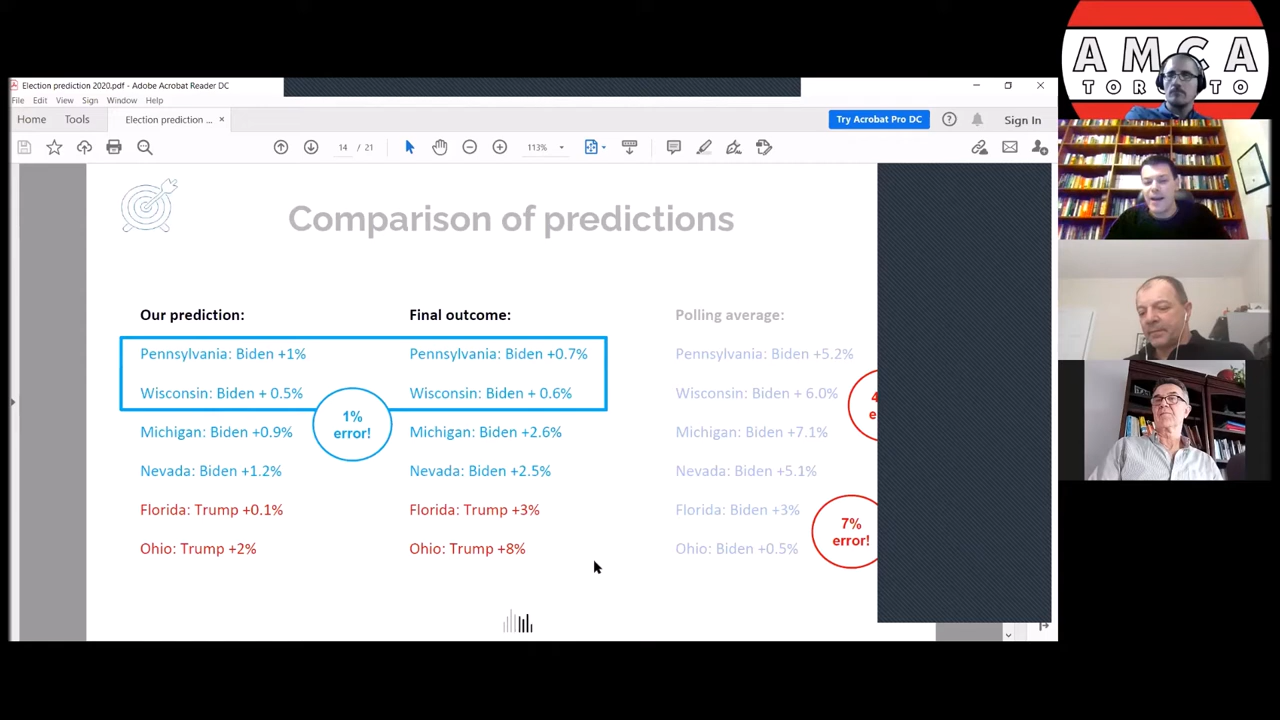 AMCA
TORONTO
Election prediction 2020.pdf - Adobe Acrobat Reader DC
File Edit View Sign Window Help
Home Tools Election prediction ... × Try Acrobat Pro DC Sign In
14 / 21 113%
Comparison of predictions
Our prediction: Final outcome: Polling average:
Pennsylvania: Biden +1% Pennsylvania: Biden +0.7% Pennsylvania: Biden +5.2%
Wisconsin: Biden + 0.5% Wisconsin: Biden + 0.6% Wisconsin: Biden + 6.0%
1%
error!
Michigan: Biden +0.9% Michigan: Biden +2.6% Michigan: Biden +7.1%
Nevada: Biden +1.2% Nevada: Biden +2.5% Nevada: Biden +5.1%
Florida: Trump +0.1% Florida: Trump +3% Florida: Biden +3%
7%
error!
Ohio: Trump +2% Ohio: Trump +8% Ohio: Biden +0.5%